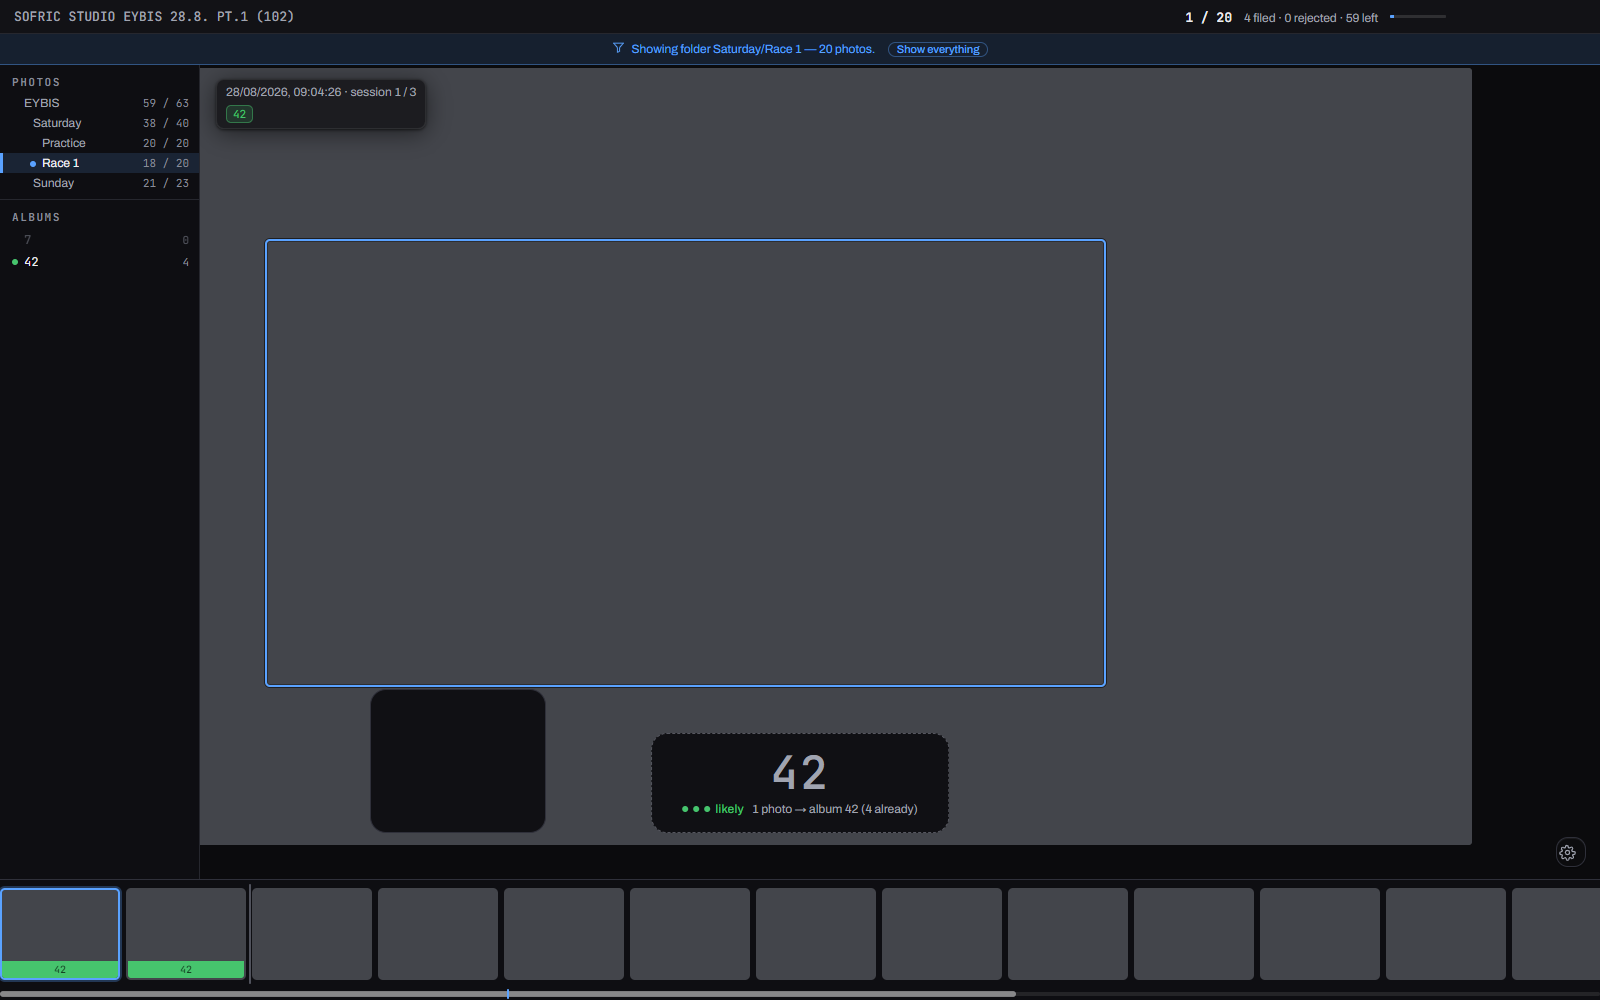 SOFRIC STUDIO EYBIS 28.8. PT.1 (102)
1 / 20 4 filed · 0 rejected · 59 left
Showing folder Saturday/Race 1 — 20 photos. Show everything
PHOTOS
EYBIS 59 / 63
Saturday 38 / 40
Practice 20 / 20
Race 1 18 / 20
Sunday 21 / 23
ALBUMS
7 0
42 4
28/08/2026, 09:04:26 · session 1 / 3
42
42
likely 1 photo → album 42 (4 already)
42 42